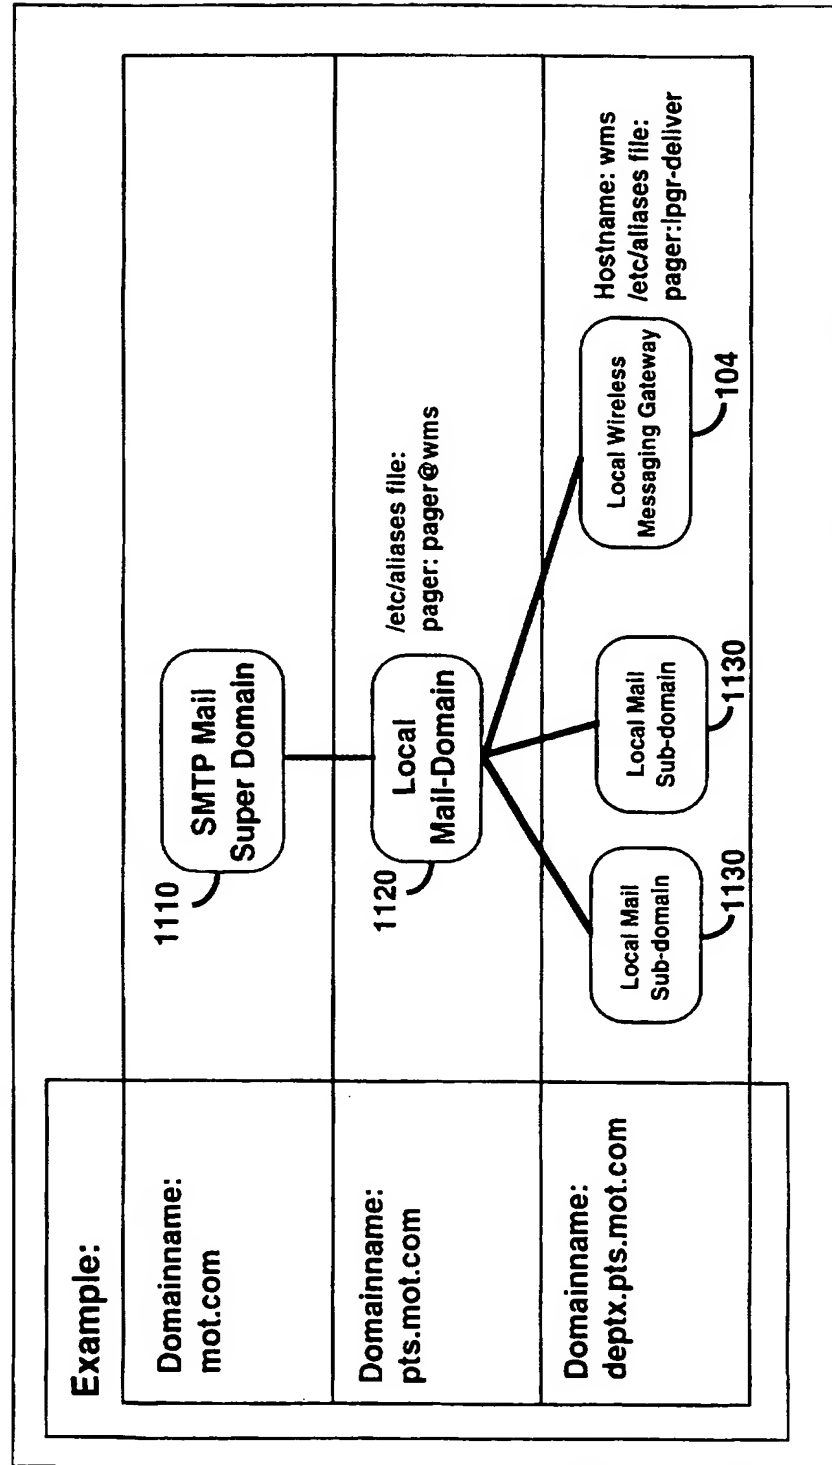 Example:
Domainname:
mot.com
SMTP Mail
Super Domain
1110
Domainname:
pts.mot.com
Local
Mail-Domain
1120
/etc/aliases file:
pager: pager@wms
Domainname:
deptx.pts.mot.com
Local Mail
Sub-domain
1130
Local Mail
Sub-domain
1130
Local Wireless
Messaging Gateway
104
Hostname: wms
/etc/aliases file:
pager:lpgr-deliver